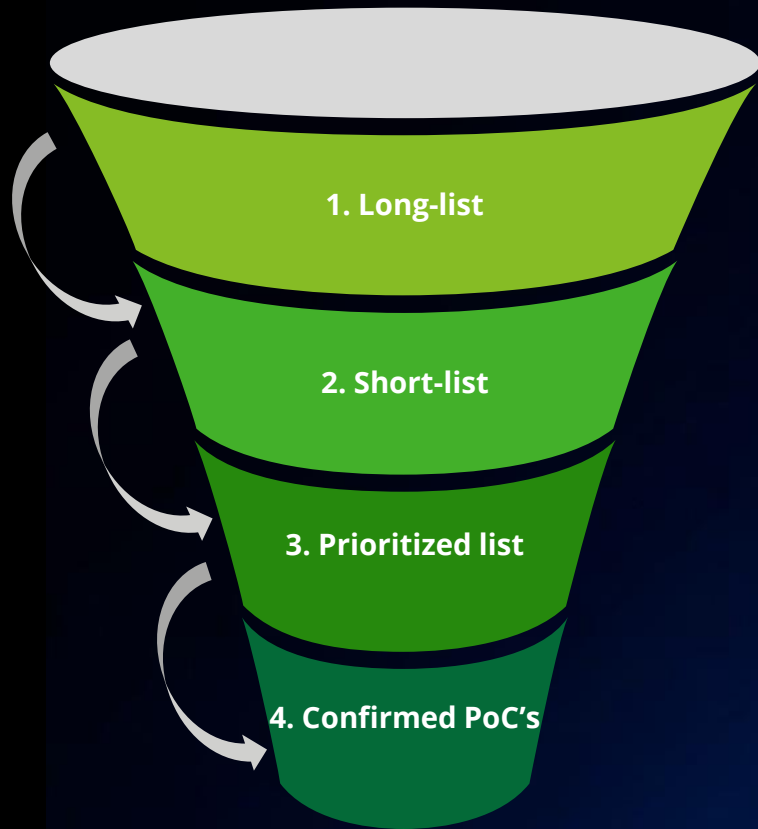 1. Long-list
2. Short-list
3. Prioritized list
4. Confirmed PoC’s